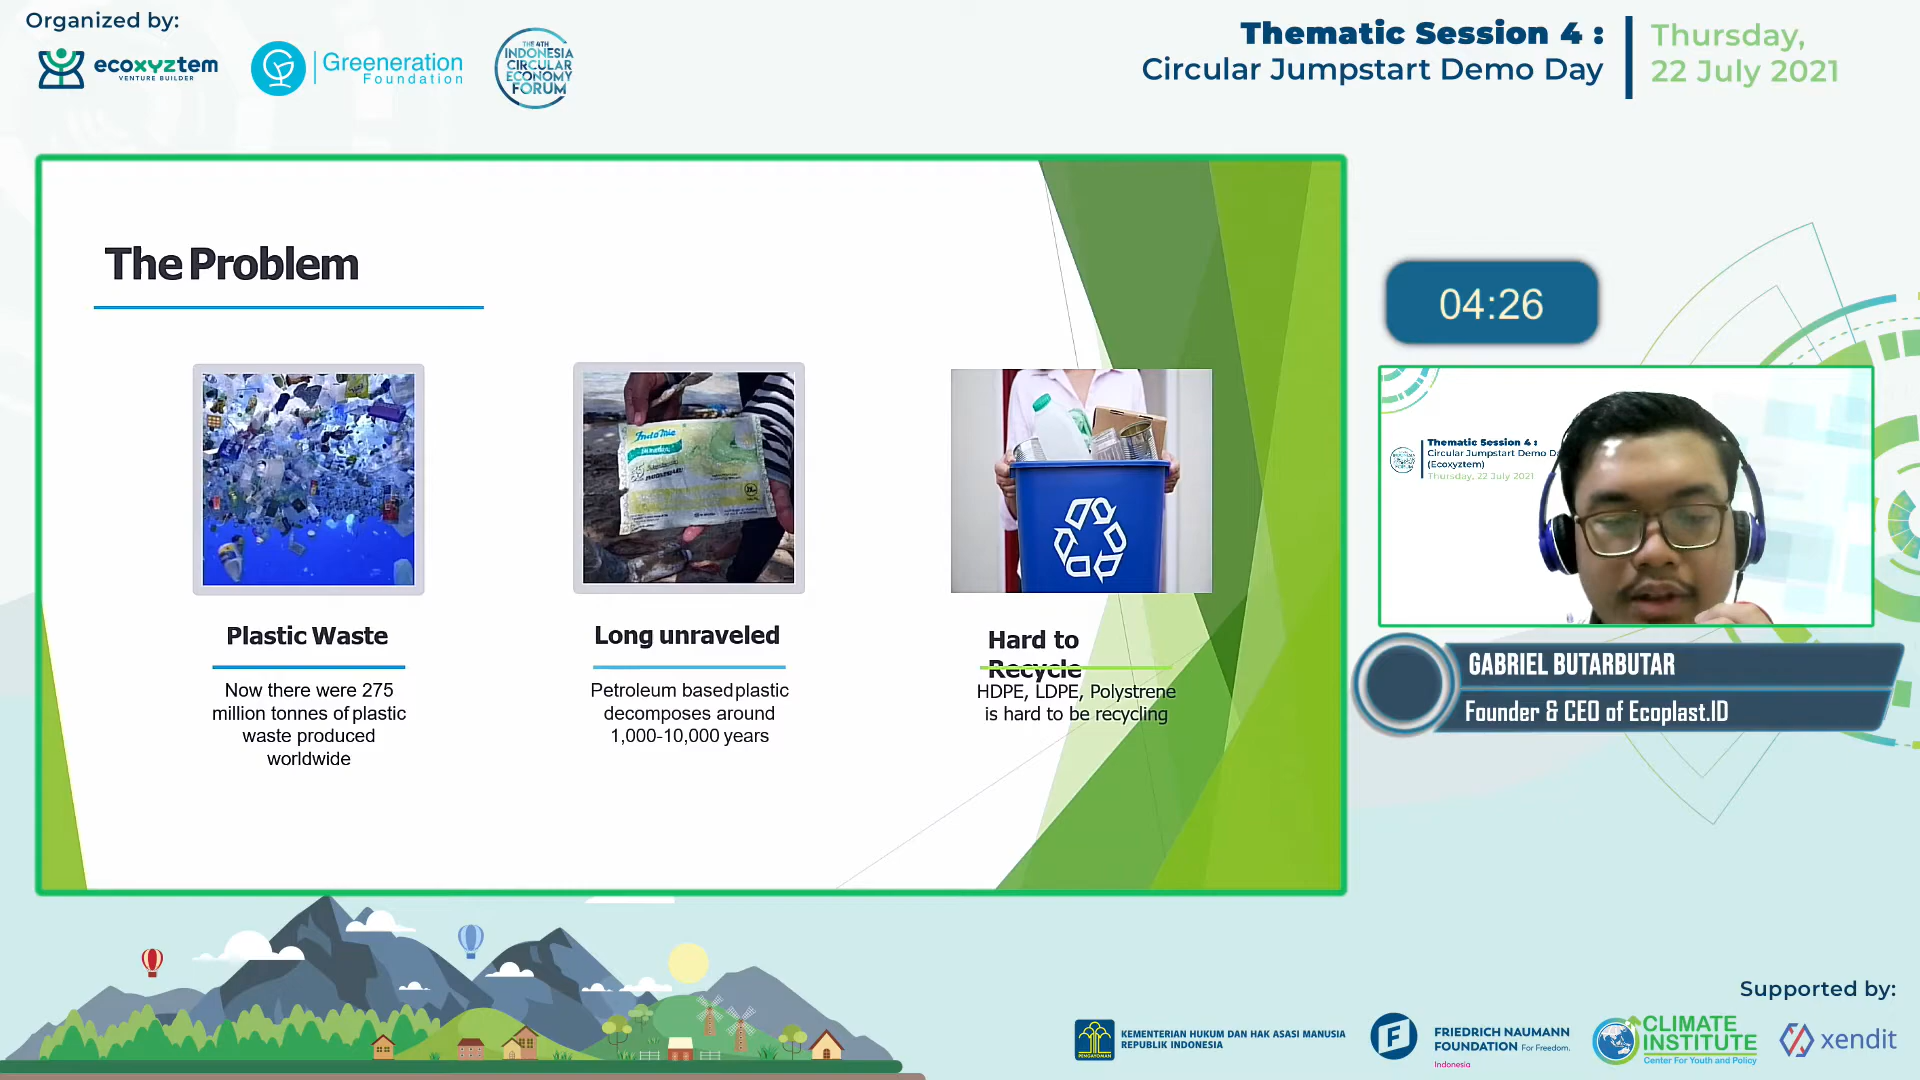 Organized by:
ecoxyztem
VENTURE BUILDER
Greeneration
Foundation
THE 4TH
INDONESIA
CIRCULAR
ECONOMY
FORUM
Thematic Session 4 :
Circular Jumpstart Demo Day
Thursday,
22 July 2021
The Problem
Plastic Waste
Now there were 275
million tonnes of plastic
waste produced
worldwide
Indomie
Long unraveled
Petroleum based plastic
decomposes around
1,000-10,000 years
Hard to
Recycle
HDPE, LDPE, Polystrene
is hard to be recycling
04:26
Thematic Session 4 :
Circular Jumpstart Demo Da
(Ecoxyztem)
Thursday, 22 July 2021
GABRIEL BUTARBUTAR
Founder & CEO of Ecoplast.ID
Supported by:
PENGAYOMAN
KEMENTERIAN HUKUM DAN HAK ASASI MANUSIA
REPUBLIK INDONESIA
FRIEDRICH NAUMANN
FOUNDATION For Freedom.
Indonesia
CLIMATE
INSTITUTE
Center For Youth and Policy
xendit